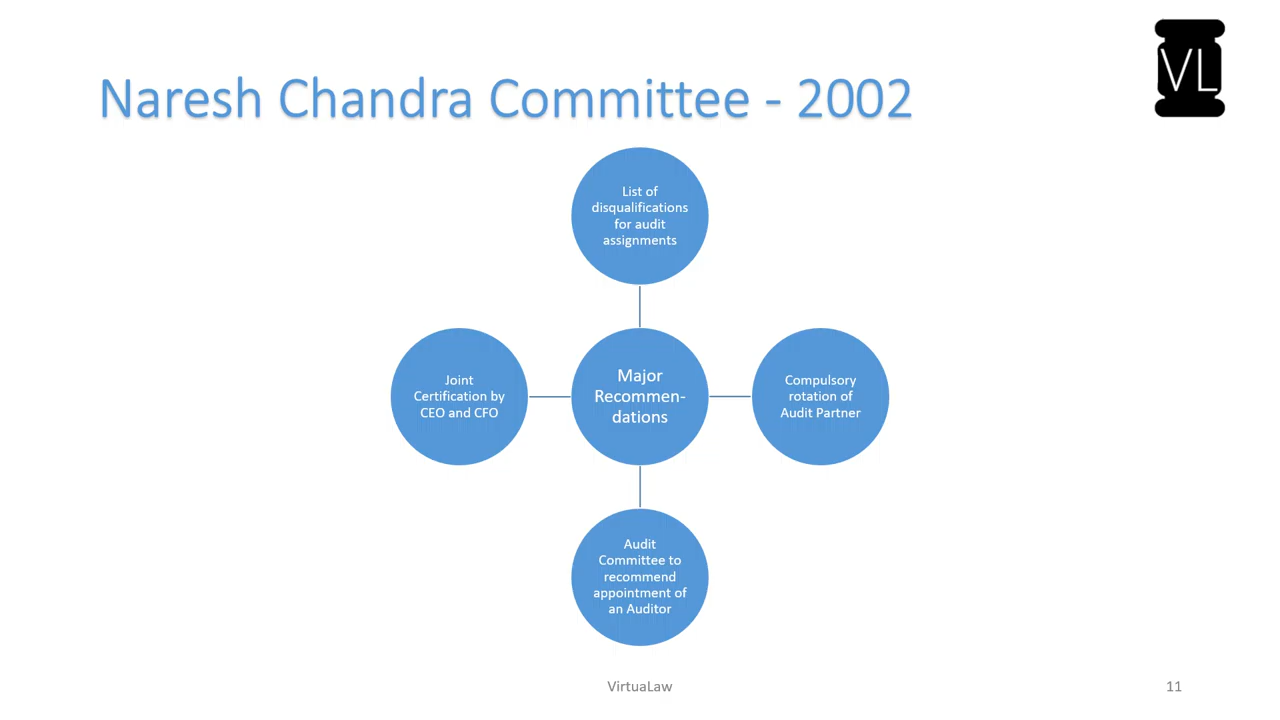 VL
Naresh Chandra Committee - 2002
List of
disqualifications
for audit
assignments
Joint
Certification by
CEO and CFO
Major
Recommen-
dations
Compulsory
rotation of
Audit Partner
Audit
Committee to
recommend
appointment of
an Auditor
VirtuaLaw
11